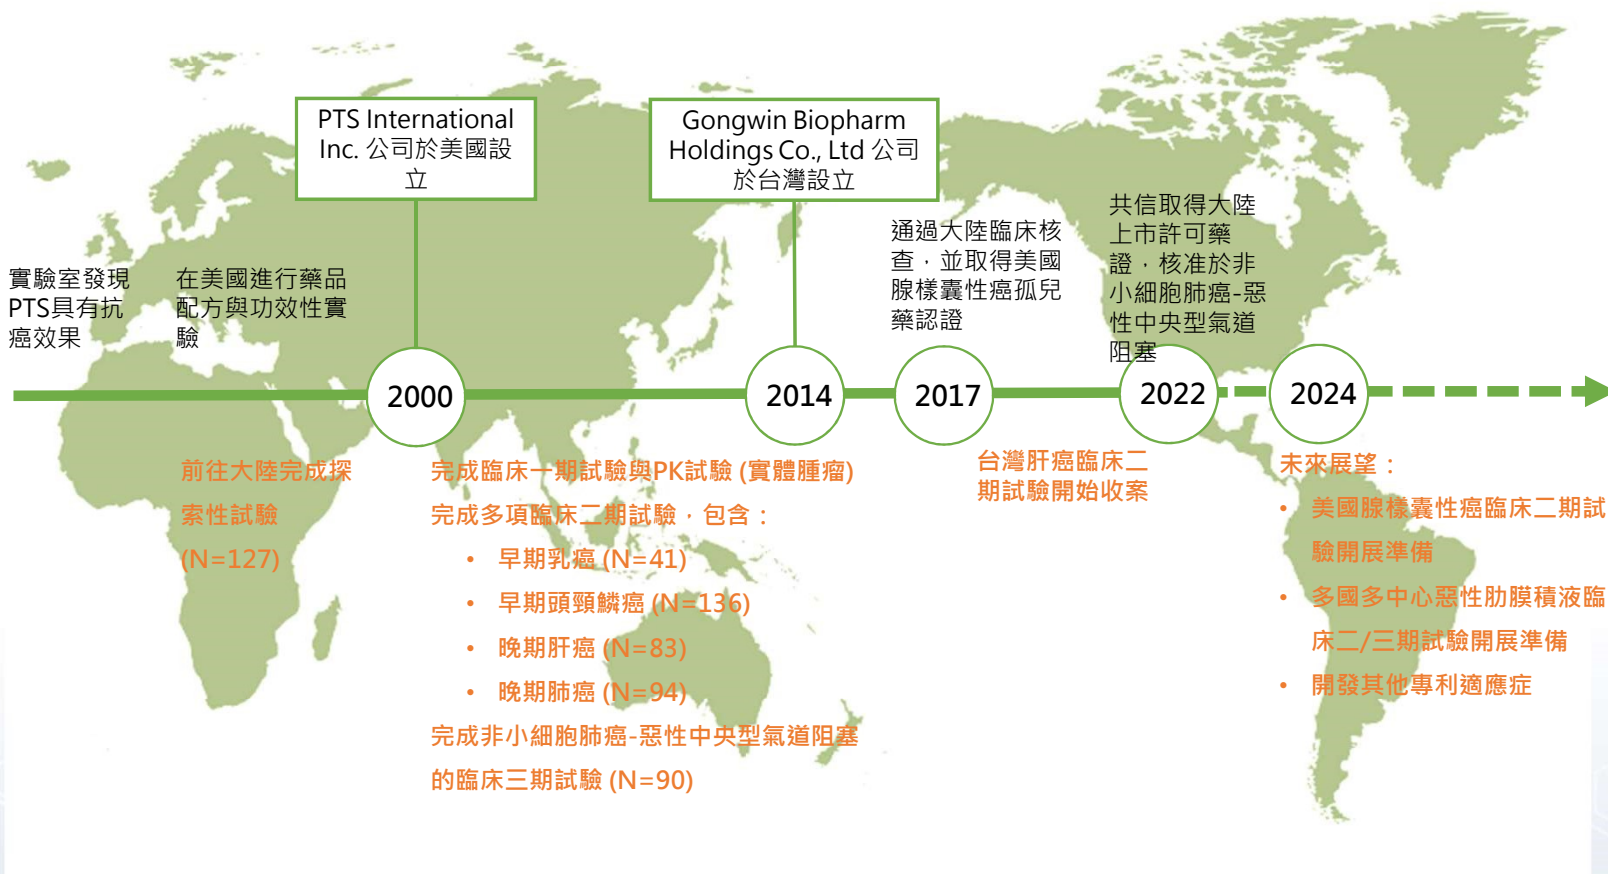 PTS International
Inc. 公司於美國設
立
Gongwin Biopharm
Holdings Co., Ltd 公司
於台灣設立
實驗室發現
PTS具有抗
癌效果
在美國進行藥品
配方與功效性實
驗
通過大陸臨床核
查，並取得美國
腺樣囊性癌孤兒
藥認證
共信取得大陸
上市許可藥
證，核准於非
小細胞肺癌-惡
性中央型氣道
阻塞
2000
2014
2017
2022
2024
前往大陸完成探
索性試驗
(N=127)
完成臨床一期試驗與PK試驗 (實體腫瘤)
完成多項臨床二期試驗，包含：
• 早期乳癌 (N=41)
• 早期頭頸鱗癌 (N=136)
• 晚期肝癌 (N=83)
• 晚期肺癌 (N=94)
完成非小細胞肺癌-惡性中央型氣道阻塞
的臨床三期試驗 (N=90)
台灣肝癌臨床二
期試驗開始收案
未來展望：
• 美國腺樣囊性癌臨床二期試
驗開展準備
• 多國多中心惡性肋膜積液臨
床二/三期試驗開展準備
• 開發其他專利適應症